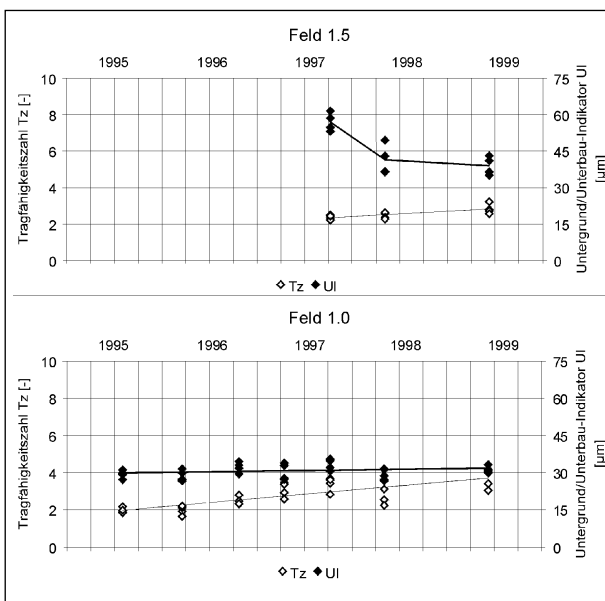 Feld 1.5
1995 1996 1997 1998 1999
Tragfähigkeitszahl Tz [-]
10
8
6
4
2
0
75
60
45
30
15
0
Untergrund/Unterbau-Indikator UI
[µm]
Tz UI
Feld 1.0
1995 1996 1997 1998 1999
Tragfähigkeitszahl Tz [-]
10
8
6
4
2
0
75
60
45
30
15
0
Untergrund/Unterbau-Indikator UI
[µm]
Tz UI